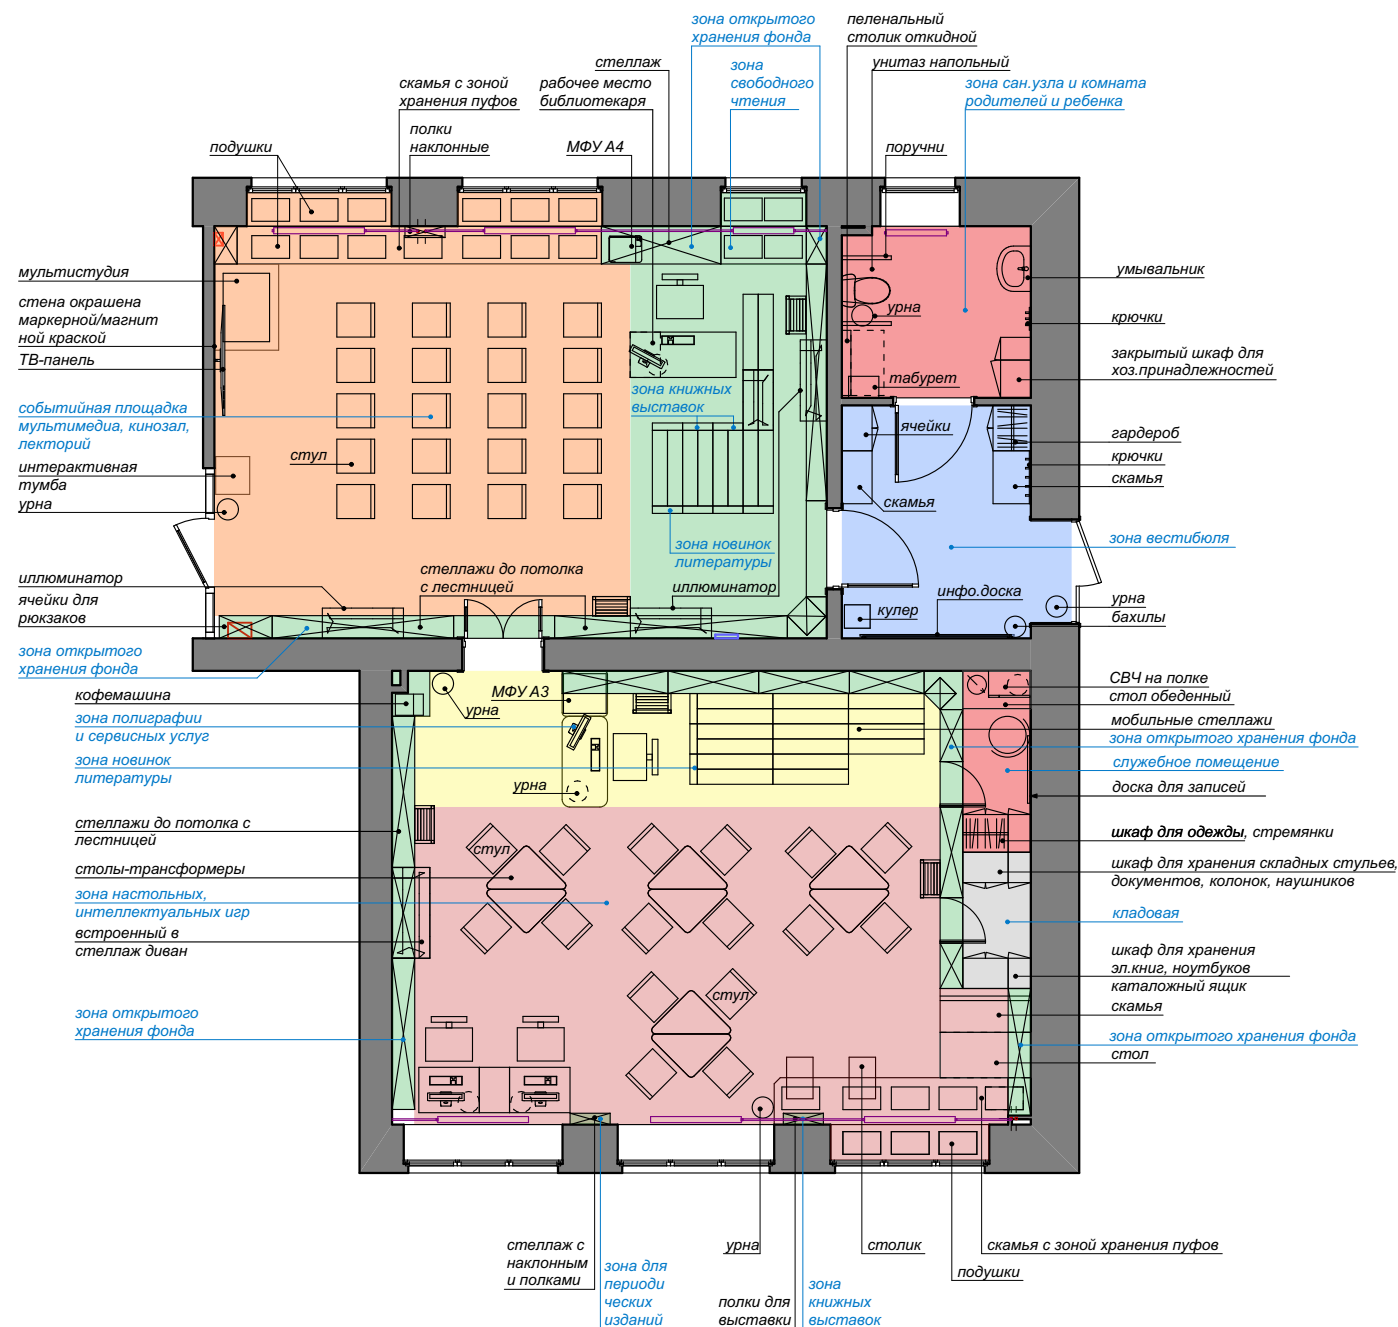 зона открытого
хранения фонда
пеленальный
столик откидной
стеллаж
унитаз напольный
скамья с зоной
хранения пуфов
рабочее место
библиотекаря
зона
свободного
чтения
зона сан.узла и комната
родителей и ребенка
полки
наклонные
подушки
МФУ А4
поручни
мультистудия
умывальник
стена окрашена
маркерной/магнит
ной краской
урна
крючки
ТВ-панель
закрытый шкаф для
хоз.принадлежностей
табурет
зона книжных
выставок
событийная площадка
мультимедиа, кинозал,
лекторий
ячейки
гардероб
стул
крючки
интерактивная
тумба
скамья
урна
скамья
зона новинок
литературы
зона вестибюля
иллюминатор
стеллажи до потолка
с лестницей
иллюминатор
инфо.доска
ячейки для
рюкзаков
кулер
урна
бахилы
зона открытого
хранения фонда
кофемашина
МФУ А3
урна
СВЧ на полке
стол обеденный
зона полиграфии
и сервисных услуг
мобильные стеллажи
зона открытого хранения фонда
зона новинок
литературы
служебное помещение
урна
доска для записей
стеллажи до потолка с
лестницей
шкаф для одежды, стремянки
стул
столы-трансформеры
шкаф для хранения складных стульев,
документов, колонок, наушников
зона настольных,
интеллектуальных игр
кладовая
встроенный в
стеллаж диван
шкаф для хранения
эл.книг, ноутбуков
каталожный ящик
стул
зона открытого
хранения фонда
скамья
зона открытого хранения фонда
стол
стеллаж с
наклонным
и полками
зона для
периоди
ческих
изданий
урна
полки для
выставки
зона
книжных
выставок
столик
скамья с зоной хранения пуфов
подушки